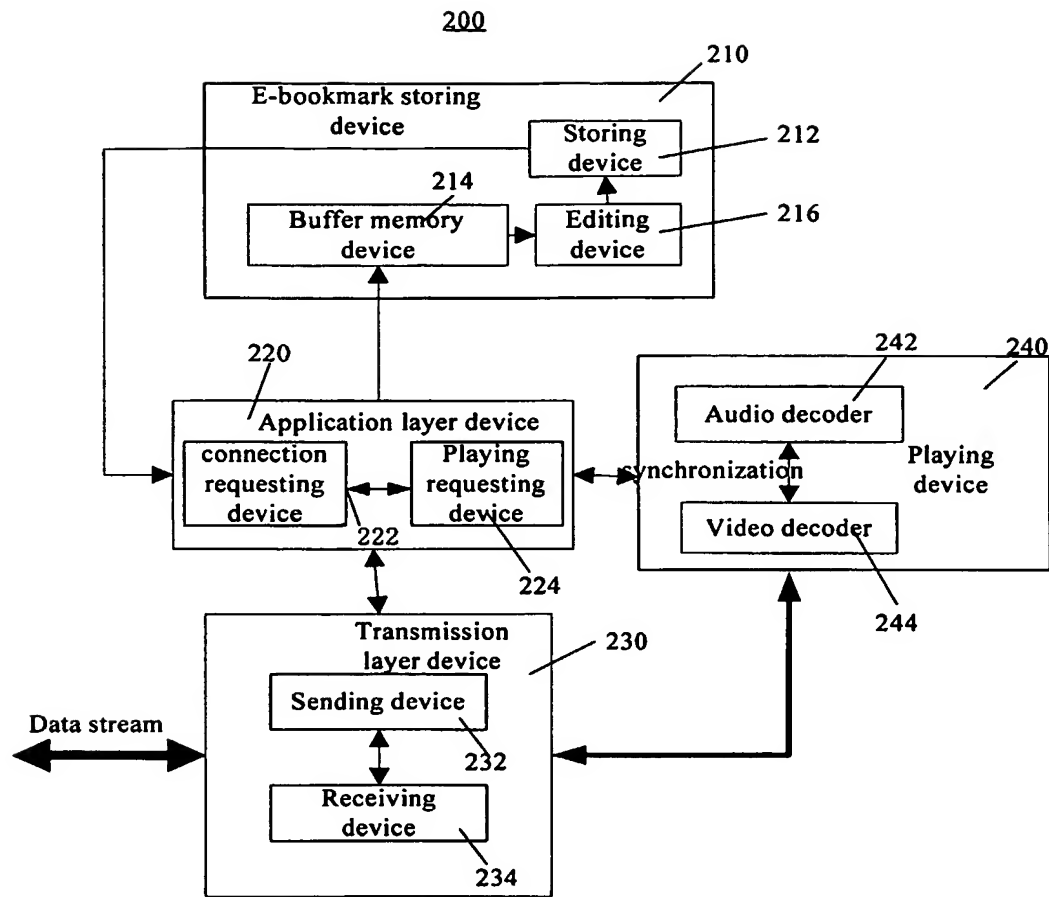 200
210
E-bookmark storing
device
Storing
device
212
214
Buffer memory
device
Editing
device
216
220
Application layer device
connection
requesting
device
222
Playing
requesting
device
224
242
240
Audio decoder
synchronization
Playing
device
Video decoder
244
Transmission
layer device
230
Sending device
232
Data stream
Receiving
device
234